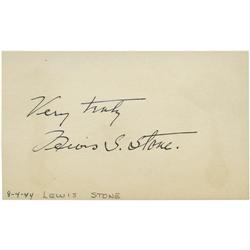 Very truly
Lewis S. Stone.
8-4-44 LEWIS STONE